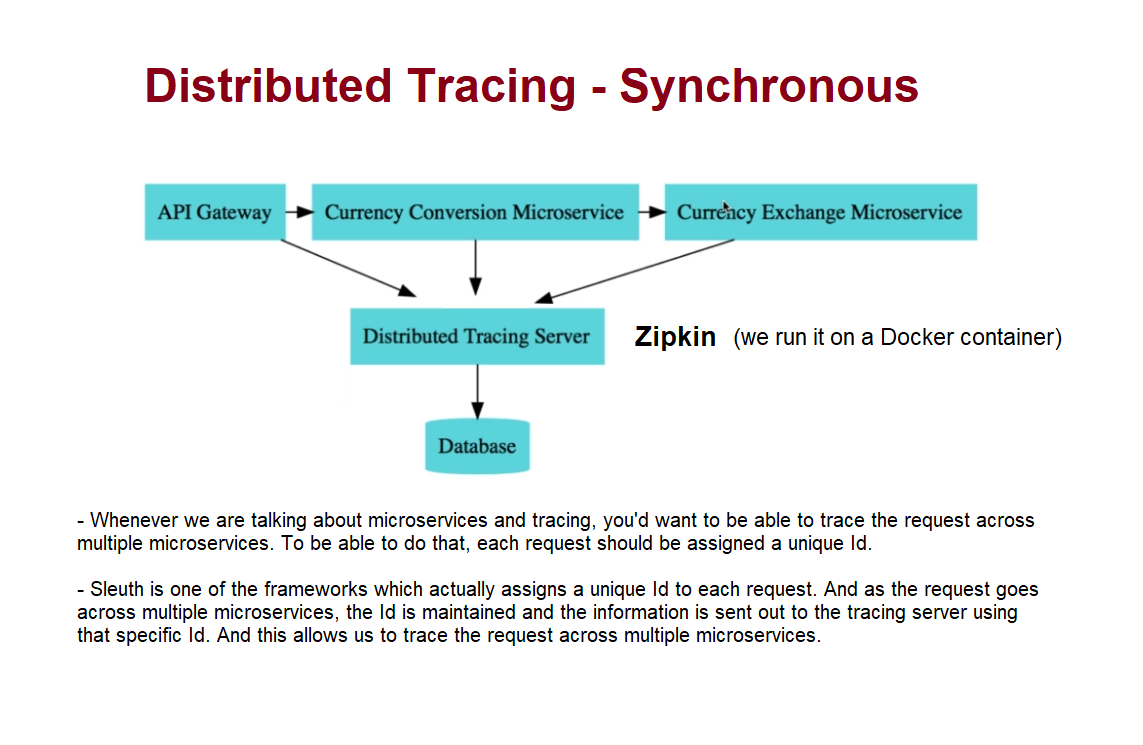 Distributed Tracing - Synchronous
API Gateway
Currency Conversion Microservice
Currency Exchange Microservice
Distributed Tracing Server
Zipkin (we run it on a Docker container)
Database
- Whenever we are talking about microservices and tracing, you'd want to be able to trace the request across
multiple microservices. To be able to do that, each request should be assigned a unique Id.
- Sleuth is one of the frameworks which actually assigns a unique Id to each request. And as the request goes
across multiple microservices, the Id is maintained and the information is sent out to the tracing server using
that specific Id. And this allows us to trace the request across multiple microservices.